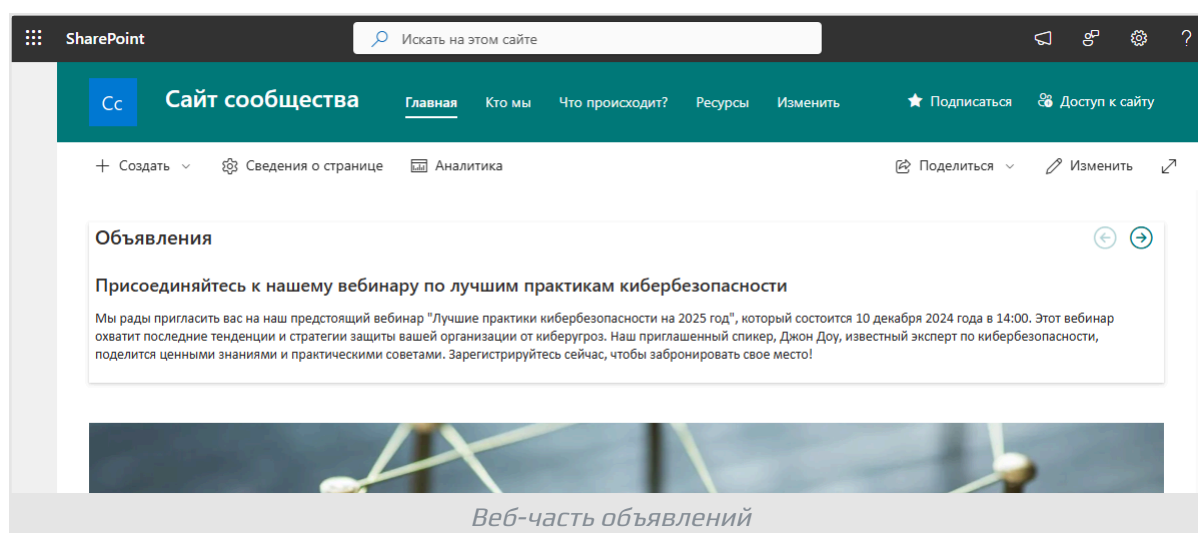 SharePoint
Искать на этом сайте
Сс
Сайт сообщества
Главная Кто мы Что происходит? Ресурсы Изменить
Подписаться Доступ к сайту
Создать Сведения о странице Аналитика
Поделиться Изменить
Объявления
Присоединяйтесь к нашему вебинару по лучшим практикам кибербезопасности
Мы рады пригласить вас на наш предстоящий вебинар "Лучшие практики кибербезопасности на 2025 год", который состоится 10 декабря 2024 года в 14:00. Этот вебинар
охватит последние тенденции и стратегии защиты вашей организации от киберугроз. Наш приглашенный спикер, Джон Доу, известный эксперт по кибербезопасности,
поделится ценными знаниями и практическими советами. Зарегистрируйтесь сейчас, чтобы забронировать свое место!
Веб-часть объявлений